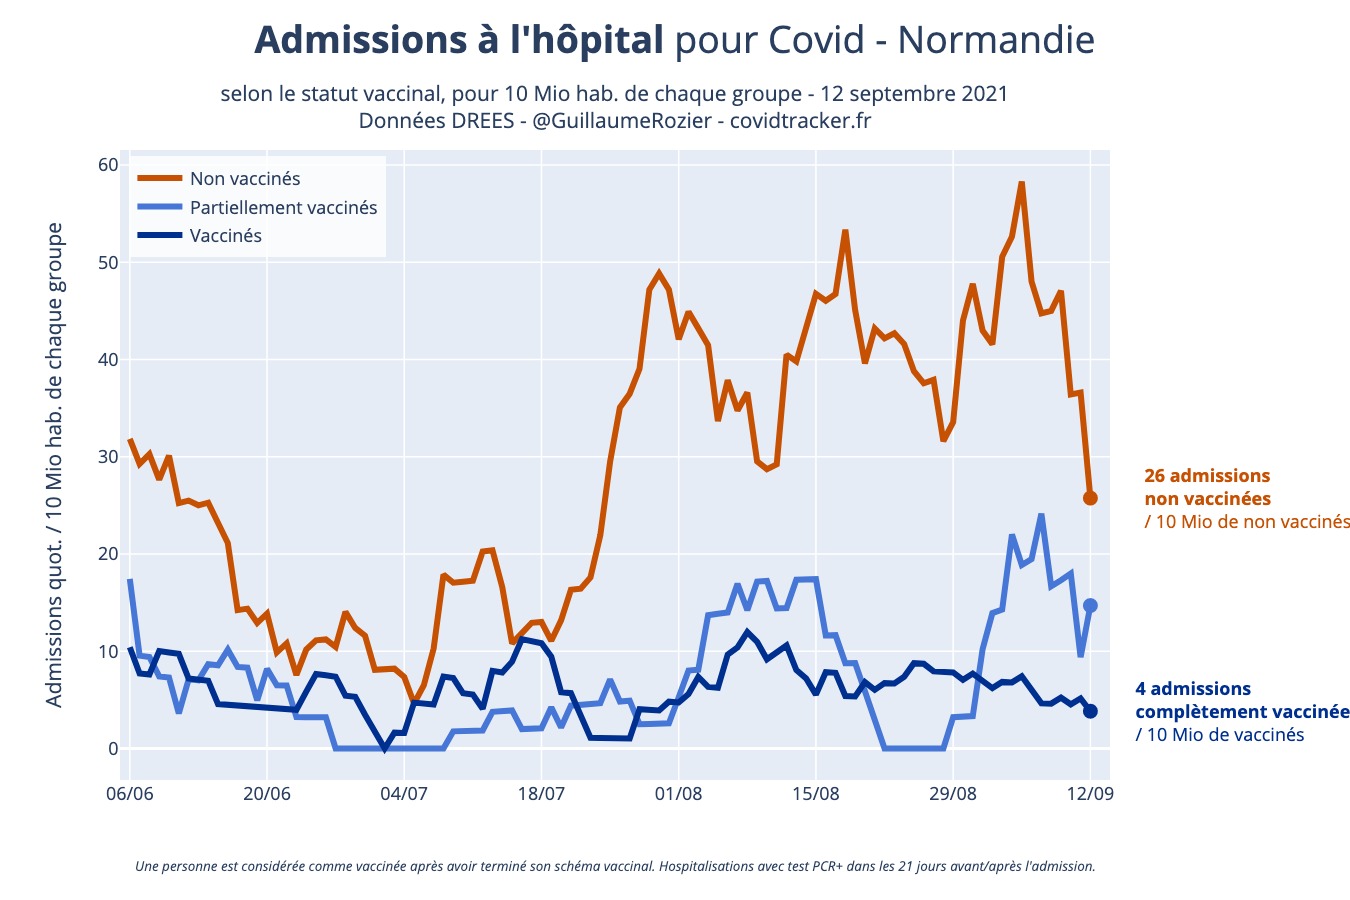 Admissions à l'hôpital pour Covid - Normandie
selon le statut vaccinal, pour 10 Mio hab. de chaque groupe - 12 septembre 2021
Données DREES - @GuillaumeRozier - covidtracker.fr
Admissions quot. / 10 Mio hab. de chaque groupe
60
50
40
30
20
10
0
Non vaccinés
Partiellement vaccinés
Vaccinés
26 admissions
non vaccinées
/ 10 Mio de non vaccinés
4 admissions
complètement vaccinée
/ 10 Mio de vaccinés
06/06
20/06
04/07
18/07
01/08
15/08
29/08
12/09
Une personne est considérée comme vaccinée après avoir terminé son schéma vaccinal. Hospitalisations avec test PCR+ dans les 21 jours avant/après l'admission.